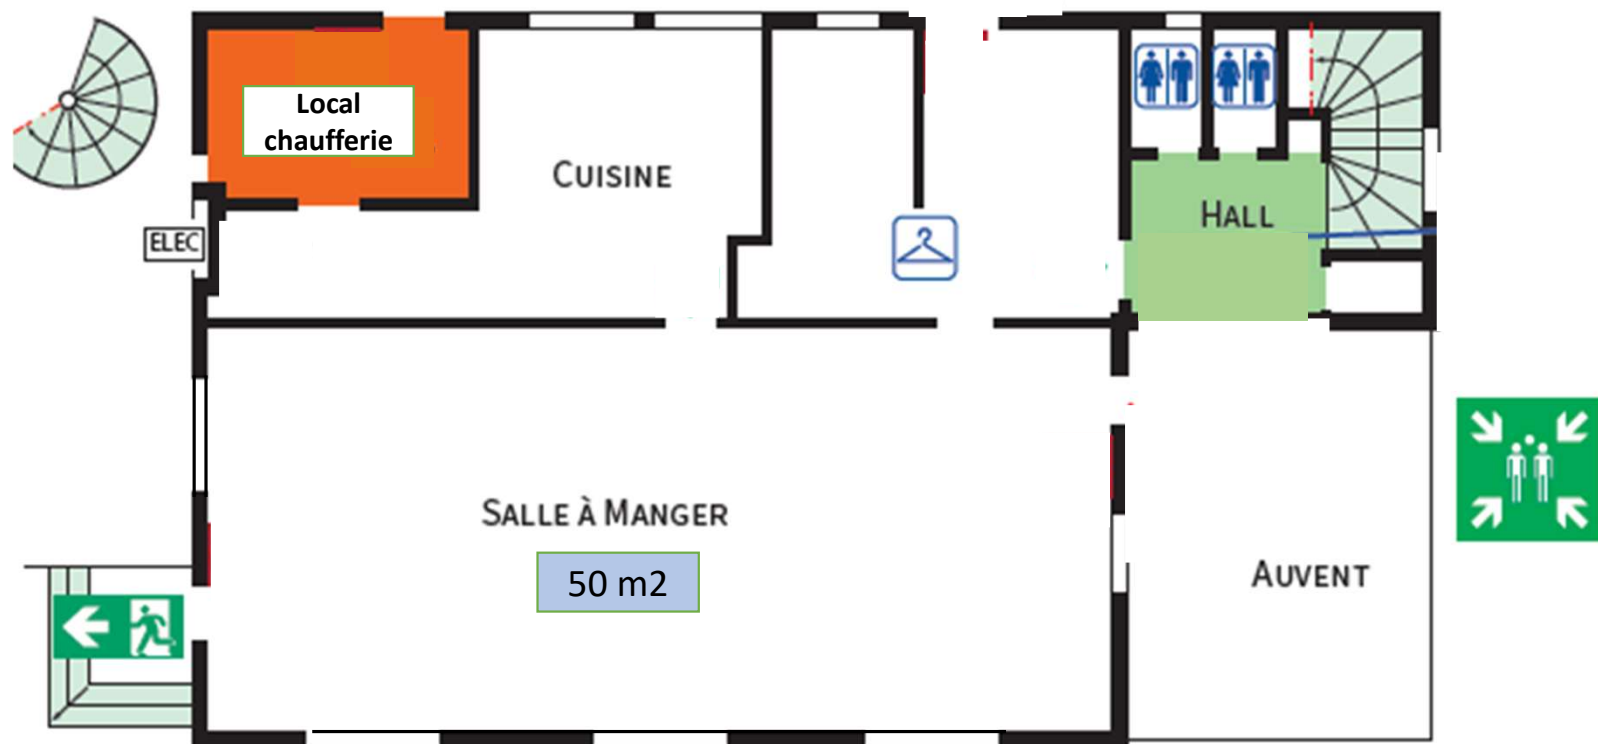 Local
chaufferie
CUISINE
HALL
ELEC
SALLE À MANGER
50 m2
AUVENT